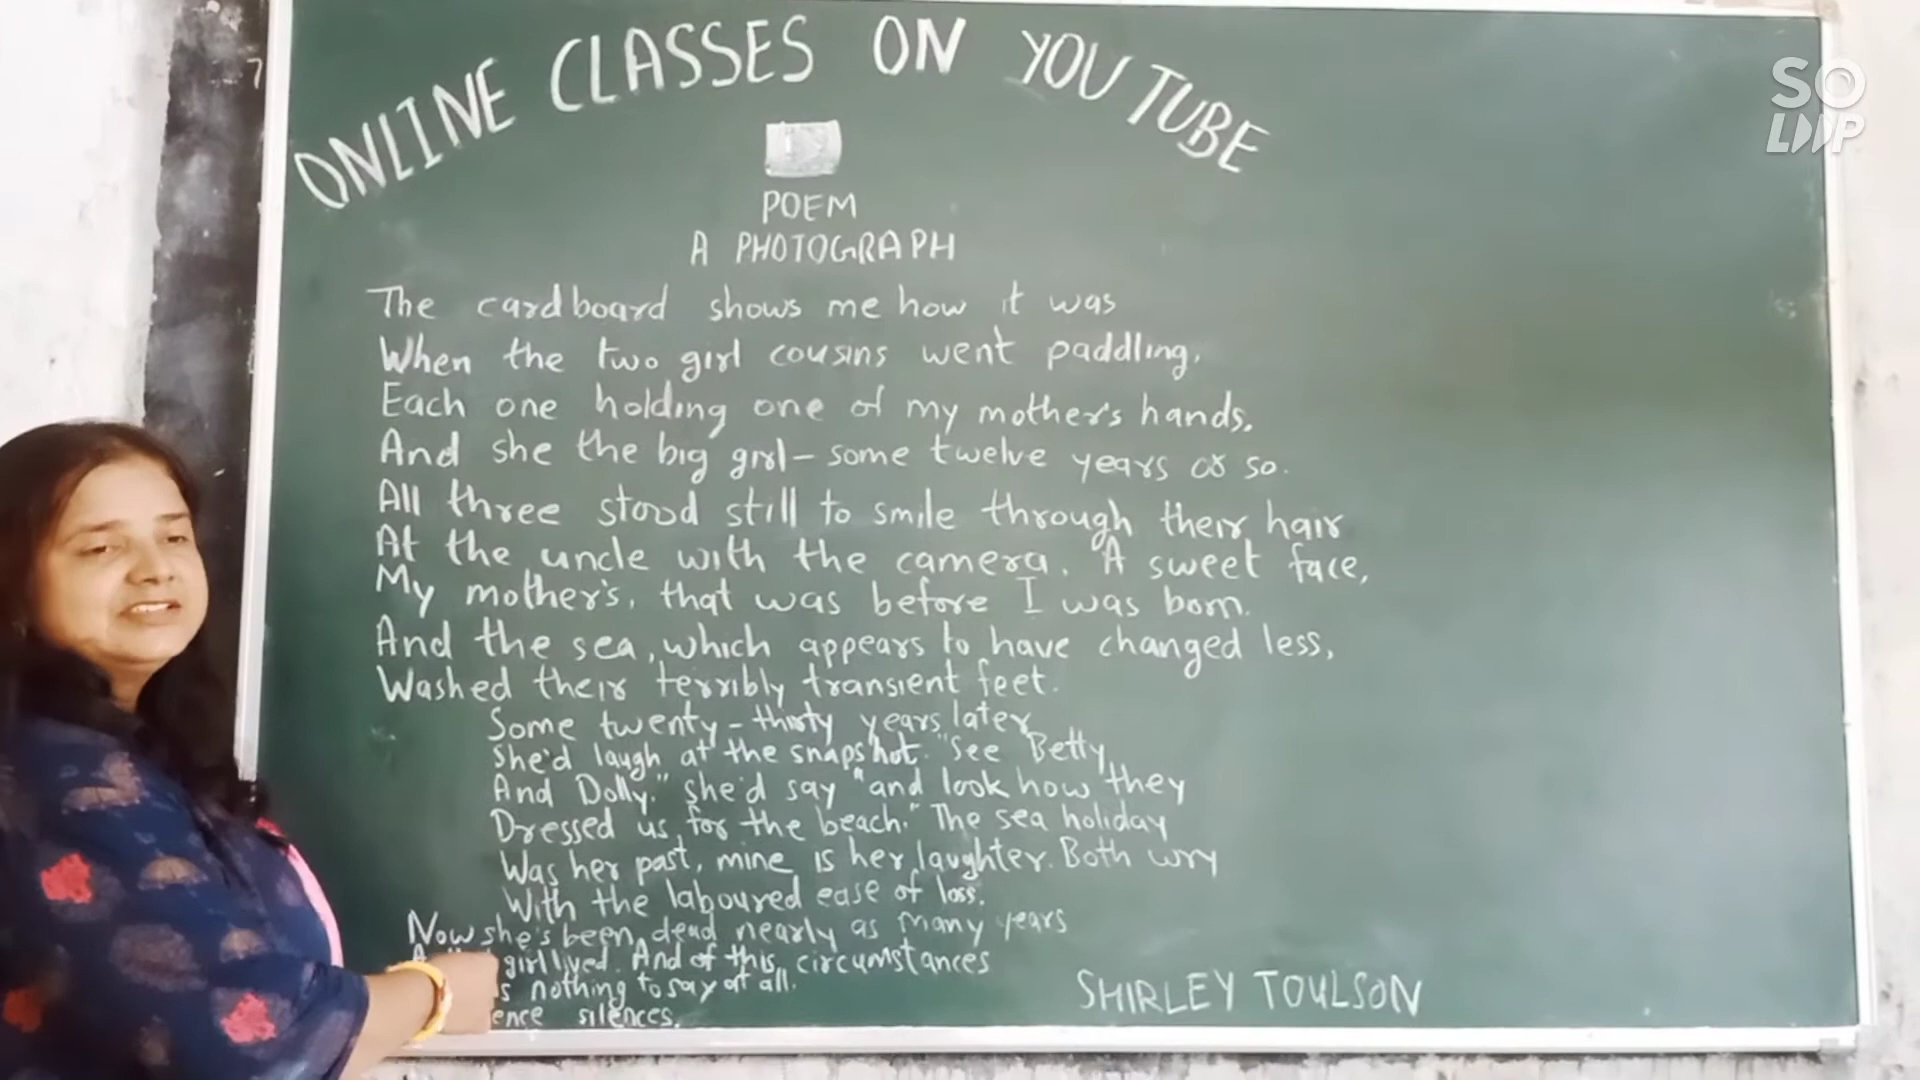 ONLINE CLASSES ON YOU TUBE
POEM
A PHOTOGRAPH
The cardboard shows me how it was
When the two girl cousins went paddling,
Each one holding one of my mother's hands,
And she the big girl - some twelve years or so.
All three stood still to smile through their hair
At the uncle with the camera. A sweet face,
My mother's, that was before I was born.
And the sea, which appears to have changed less,
Washed their terribly transient feet.
Some twenty - thirty years later
She'd laugh at the snapshot. "See Betty,
And Dolly," she'd say "and look how they
Dressed us for the beach." The sea holiday
Was her past, mine is her laughter. Both wry
With the laboured ease of loss.
Now she's been dead nearly as many years
girl lived. And of this circumstances
nothing to say at all.
silences.
SHIRLEY TOULSON
SO
LOOP